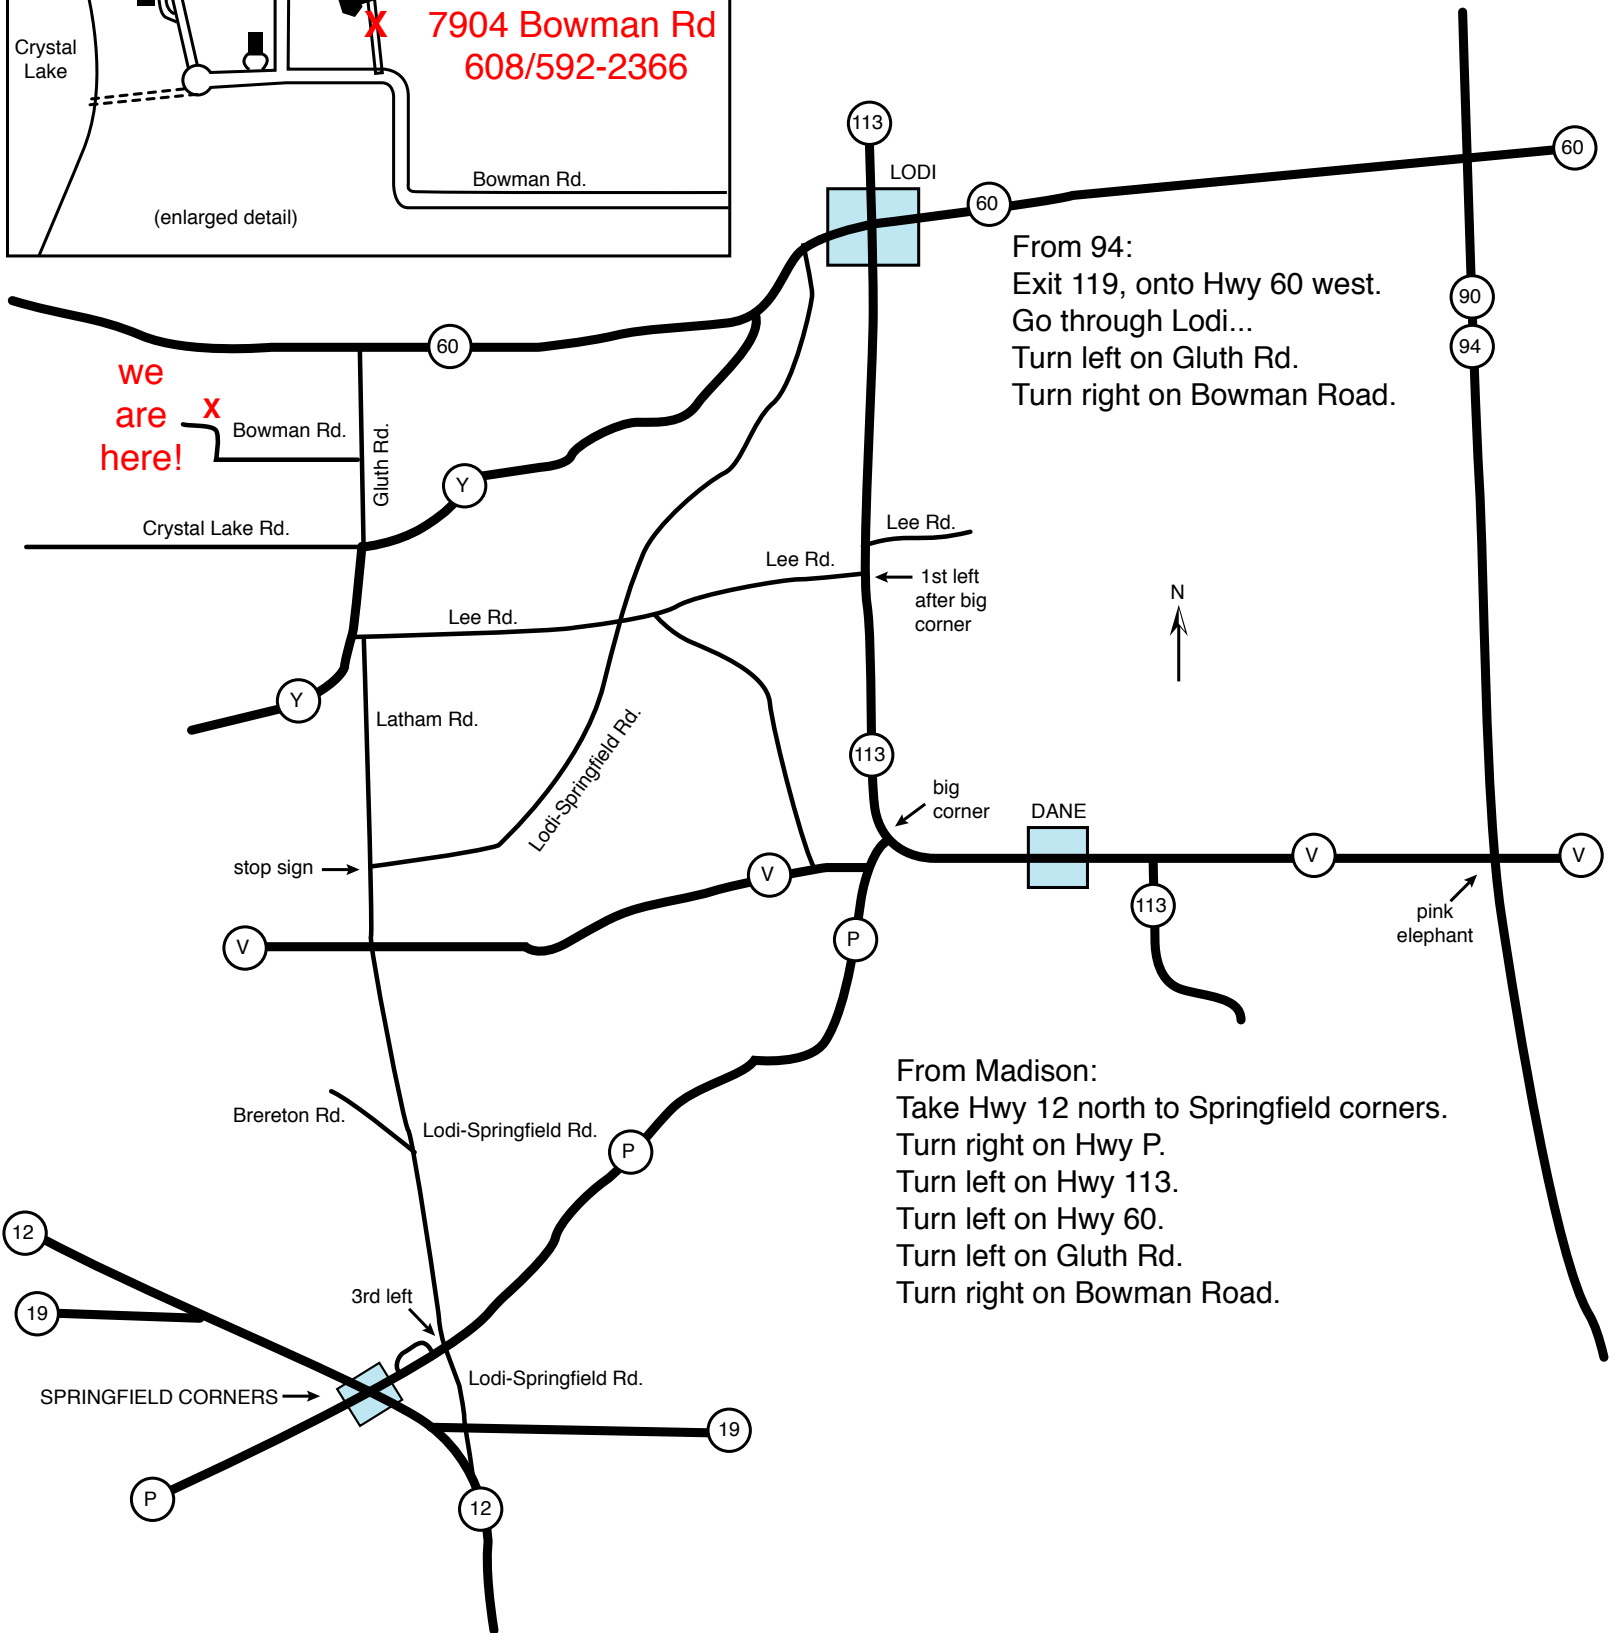 Crystal
Lake
X
7904 Bowman Rd
608/592-2366
Bowman Rd.
(enlarged detail)
113
LODI
60
60
From 94:
Exit 119, onto Hwy 60 west.
Go through Lodi...
Turn left on Gluth Rd.
Turn right on Bowman Road.
90
94
60
we
are
here!
X
Bowman Rd.
Gluth Rd.
Y
Crystal Lake Rd.
Lee Rd.
Lee Rd.
1st left
after big
corner
N
Lee Rd.
Y
Latham Rd.
Lodi-Springfield Rd.
113
big
corner
DANE
V
V
stop sign
V
113
pink
elephant
V
P
From Madison:
Take Hwy 12 north to Springfield corners.
Turn right on Hwy P.
Turn left on Hwy 113.
Turn left on Hwy 60.
Turn left on Gluth Rd.
Turn right on Bowman Road.
Brereton Rd.
Lodi-Springfield Rd.
P
12
19
3rd left
SPRINGFIELD CORNERS
Lodi-Springfield Rd.
19
P
12